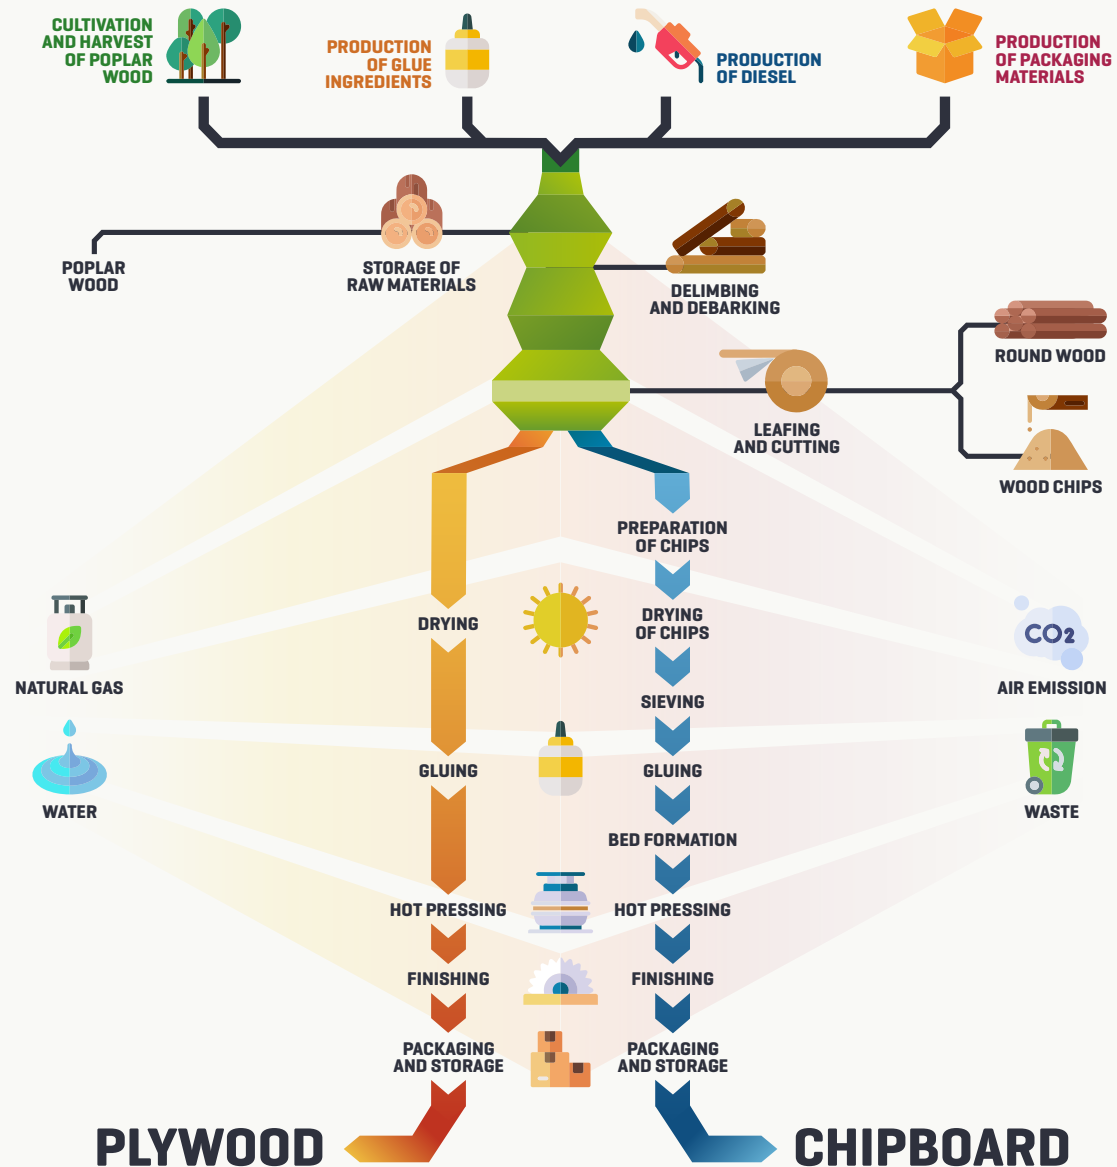 CULTIVATION
AND HARVEST
OF POPLAR
WOOD
PRODUCTION
OF GLUE
INGREDIENTS
PRODUCTION
OF DIESEL
PRODUCTION
OF PACKAGING
MATERIALS
POPLAR
WOOD
STORAGE OF
RAW MATERIALS
DELIMBING
AND DEBARKING
ROUND WOOD
LEAFING
AND CUTTING
WOOD CHIPS
PREPARATION
OF CHIPS
DRYING
DRYING
OF CHIPS
CO2
NATURAL GAS
SIEVING
AIR EMISSION
GLUING
GLUING
WATER
WASTE
BED FORMATION
HOT PRESSING
HOT PRESSING
FINISHING
FINISHING
PACKAGING
AND STORAGE
PACKAGING
AND STORAGE
PLYWOOD
CHIPBOARD